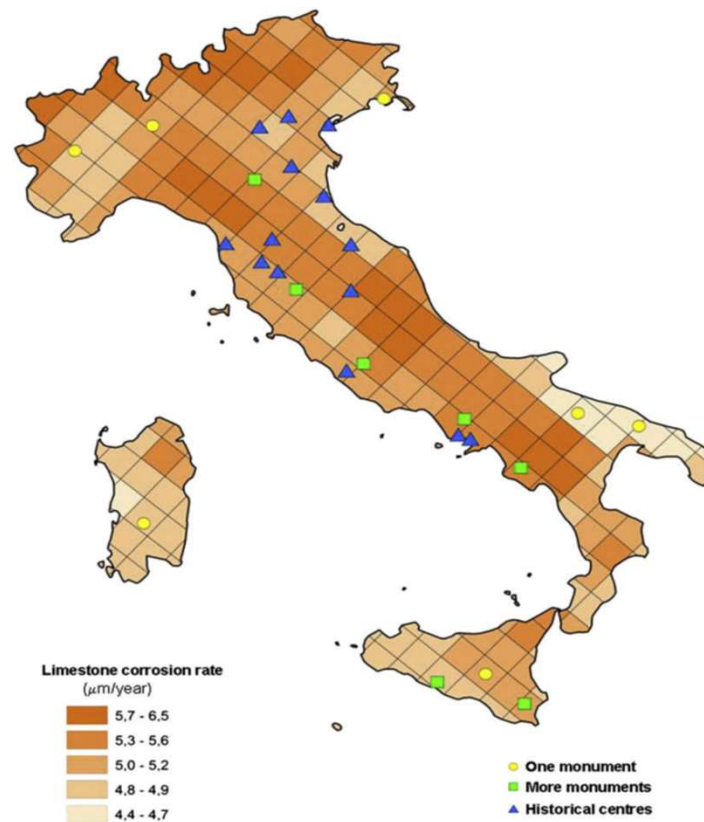 Limestone corrosion rate
(μm/year)
5,7 - 6,5
5,3 - 5,6
5,0 - 5,2
4,8 - 4,9
4,4 - 4,7
One monument
More monuments
Historical centres